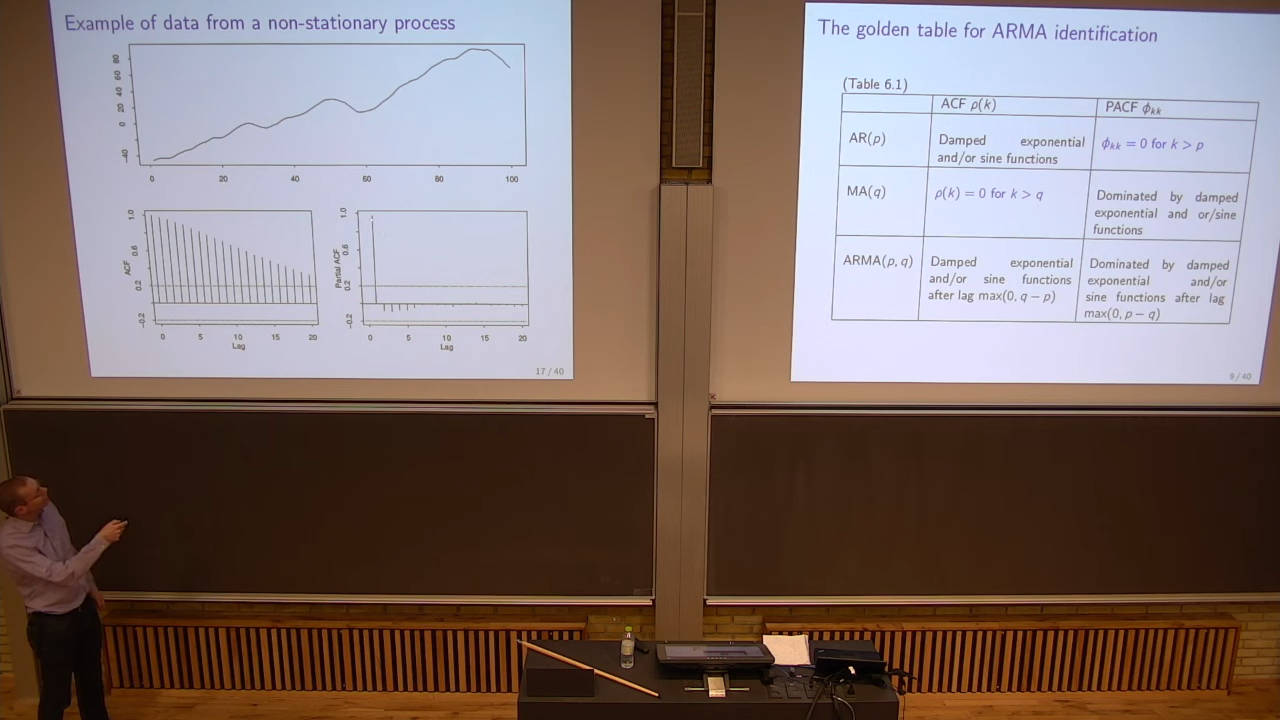 Example of data from a non-stationary process
80
60
40
20
0
-40
0 20 40 60 80 100
1.0
0.6
0.2
-0.2
ACF
0 5 10 15 20
Lag
1.0
0.6
0.2
-0.2
Partial ACF
0 5 10 15 20
Lag
17 / 40
The golden table for ARMA identification
(Table 6.1)
ACF ρ(k) PACF ϕkk
AR(p) Damped exponential and/or sine functions ϕkk = 0 for k > p
MA(q) ρ(k) = 0 for k > q Dominated by damped exponential and or/sine functions
ARMA(p, q) Damped exponential and/or sine functions after lag max(0, q − p) Dominated by damped exponential and/or sine functions after lag max(0, p − q)
9 / 40